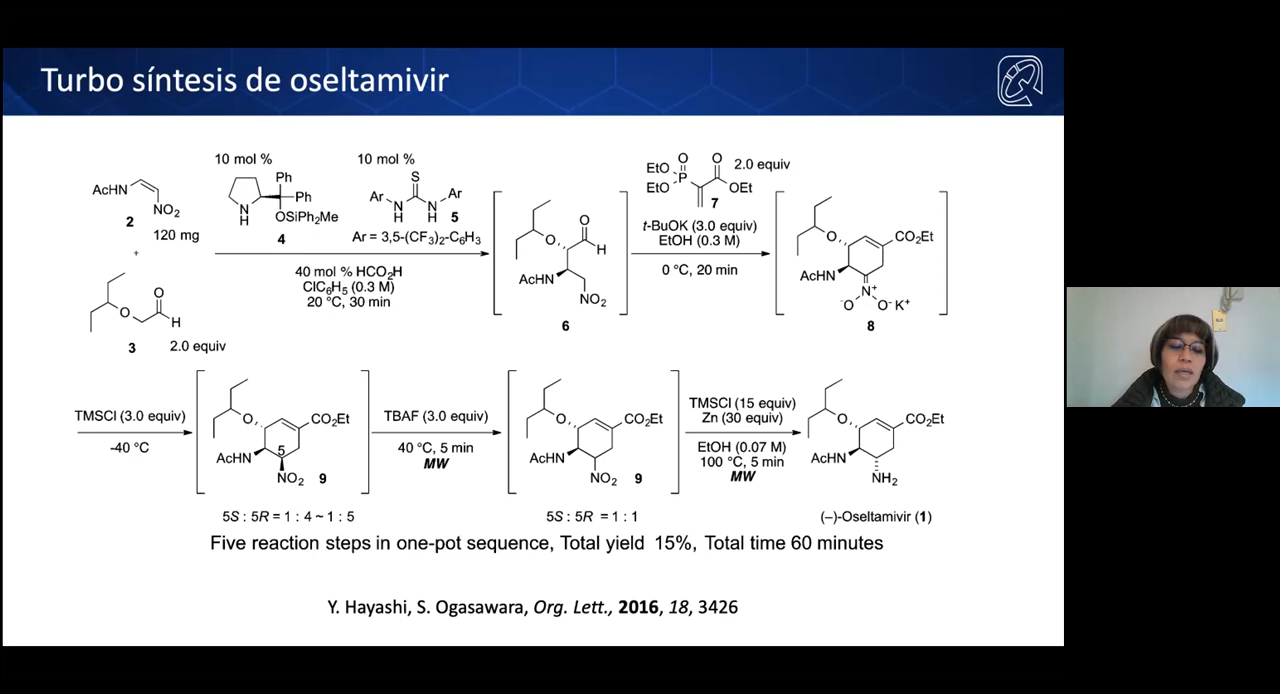 Turbo síntesis de oseltamivir
AcHN
NO₂
2
120 mg
+
O
O
H
3
2.0 equiv
10 mol %
Ph
Ph
N
H
OSiPh₂Me
4
10 mol %
S
Ar
N
H
N
H
Ar
5
Ar = 3,5-(CF₃)₂-C₆H₃
40 mol % HCO₂H
ClC₆H₅ (0.3 M)
20 °C, 30 min
O
O
H
AcHN
NO₂
6
EtO
EtO
P
O
O
OEt
7
2.0 equiv
t-BuOK (3.0 equiv)
EtOH (0.3 M)
0 °C, 20 min
O
CO₂Et
AcHN
N⁺
⁻O
O⁻ K⁺
8
TMSCl (3.0 equiv)
-40 °C
O
CO₂Et
AcHN
5
NO₂
9
5S : 5R = 1 : 4 ~ 1 : 5
TBAF (3.0 equiv)
40 °C, 5 min
MW
O
CO₂Et
AcHN
NO₂
9
5S : 5R = 1 : 1
TMSCl (15 equiv)
Zn (30 equiv)
EtOH (0.07 M)
100 °C, 5 min
MW
O
CO₂Et
AcHN
NH₂
(–)-Oseltamivir (1)
Five reaction steps in one-pot sequence, Total yield 15%, Total time 60 minutes
Y. Hayashi, S. Ogasawara, Org. Lett., 2016, 18, 3426